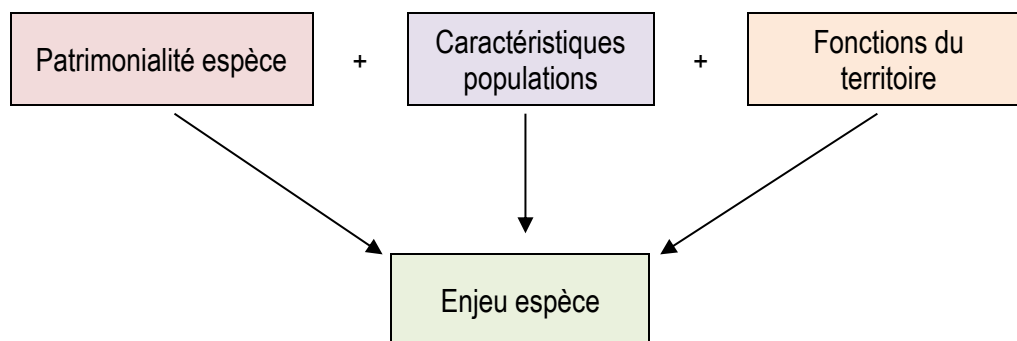 Patrimonialité espèce
+
Caractéristiques
populations
+
Fonctions du
territoire
Enjeu espèce